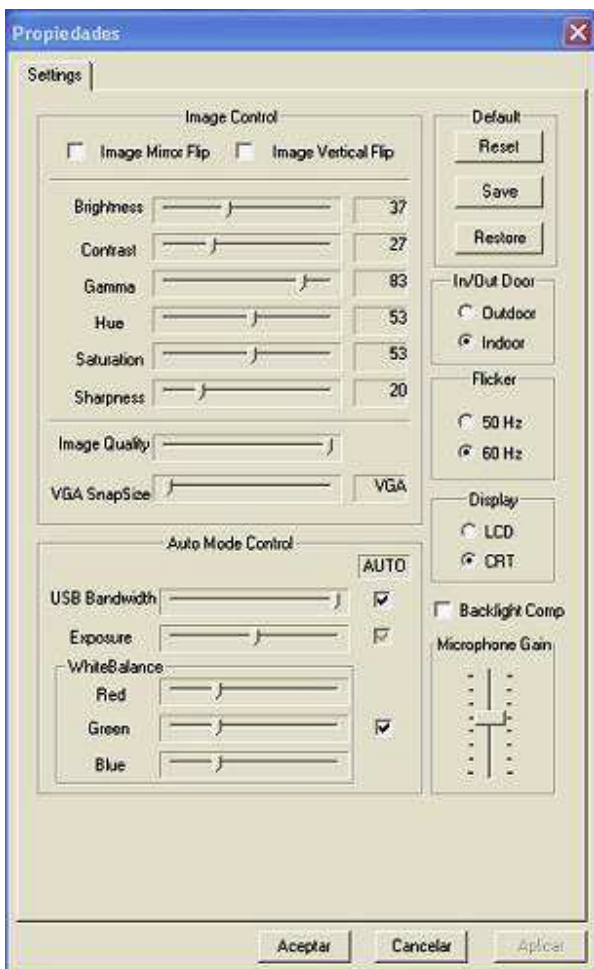 Propiedades
Settings
Image Control
Image Mirror Flip Image Vertical Flip
Brightness 37
Contrast 27
Gamma 83
Hue 53
Saturation 53
Sharpness 20
Image Quality
VGA SnapSize VGA
Default
Reset
Save
Restore
In/Out Door
Outdoor
Indoor
Flicker
50 Hz
60 Hz
Display
LCD
CRT
Backlight Comp
Microphone Gain
Auto Mode Control
AUTO
USB Bandwidth
Exposure
WhiteBalance
Red
Green
Blue
Aceptar Cancelar Aplicar